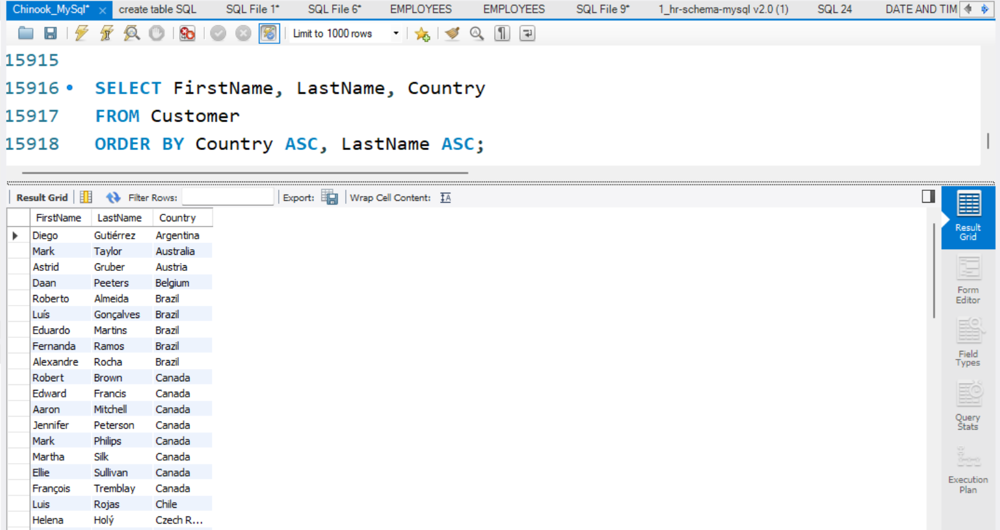 Chinook_MySql* × create table SQL SQL File 1* SQL File 6* EMPLOYEES EMPLOYEES SQL File 9* 1_hr-schema-mysql v2.0 (1) SQL 24 DATE AND TIM
Limit to 1000 rows
15915
15916 SELECT FirstName, LastName, Country
15917 FROM Customer
15918 ORDER BY Country ASC, LastName ASC;
Result Grid Filter Rows: Export: Wrap Cell Content:
FirstName LastName Country
Diego Gutiérrez Argentina
Mark Taylor Australia
Astrid Gruber Austria
Daan Peeters Belgium
Roberto Almeida Brazil
Luís Gonçalves Brazil
Eduardo Martins Brazil
Fernanda Ramos Brazil
Alexandre Rocha Brazil
Robert Brown Canada
Edward Francis Canada
Aaron Mitchell Canada
Jennifer Peterson Canada
Mark Philips Canada
Martha Silk Canada
Ellie Sullivan Canada
François Tremblay Canada
Luis Rojas Chile
Helena Holý Czech R...
Result
Grid
Form
Editor
Field
Types
Query
Stats
Execution
Plan